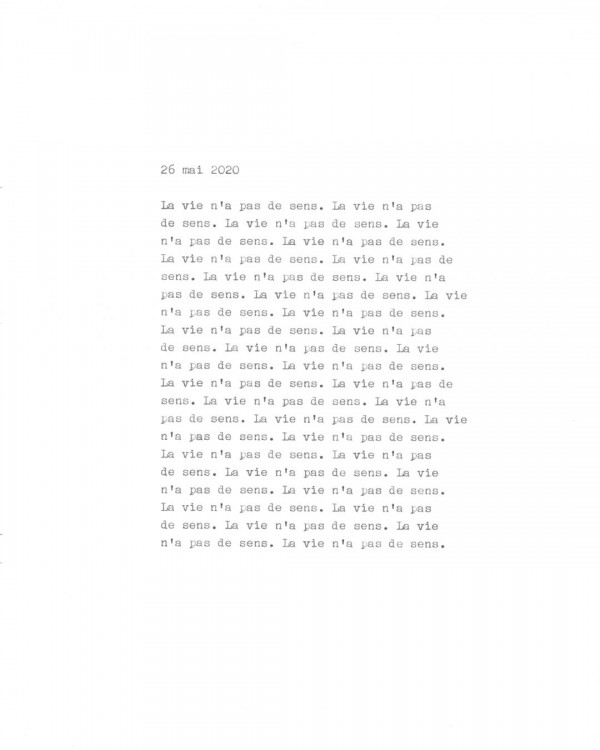 26 mai 2020
La vie n'a pas de sens. La vie n'a pas
de sens. La vie n'a pas de sens. La vie
n'a pas de sens. La vie n'a pas de sens.
La vie n'a pas de sens. La vie n'a pas de
sens. La vie n'a pas de sens. La vie n'a
pas de sens. La vie n'a pas de sens. La vie
n'a pas de sens. La vie n'a pas de sens.
La vie n'a pas de sens. La vie n'a pas
de sens. La vie n'a pas de sens. La vie
n'a pas de sens. La vie n'a pas de sens.
La vie n'a pas de sens. La vie n'a pas de
sens. La vie n'a pas de sens. La vie n'a
pas de sens. La vie n'a pas de sens. La vie
n'a pas de sens. La vie n'a pas de sens.
La vie n'a pas de sens. La vie n'a pas
de sens. La vie n'a pas de sens. La vie
n'a pas de sens. La vie n'a pas de sens.
La vie n'a pas de sens. La vie n'a pas
de sens. La vie n'a pas de sens. La vie
n'a pas de sens. La vie n'a pas de sens.